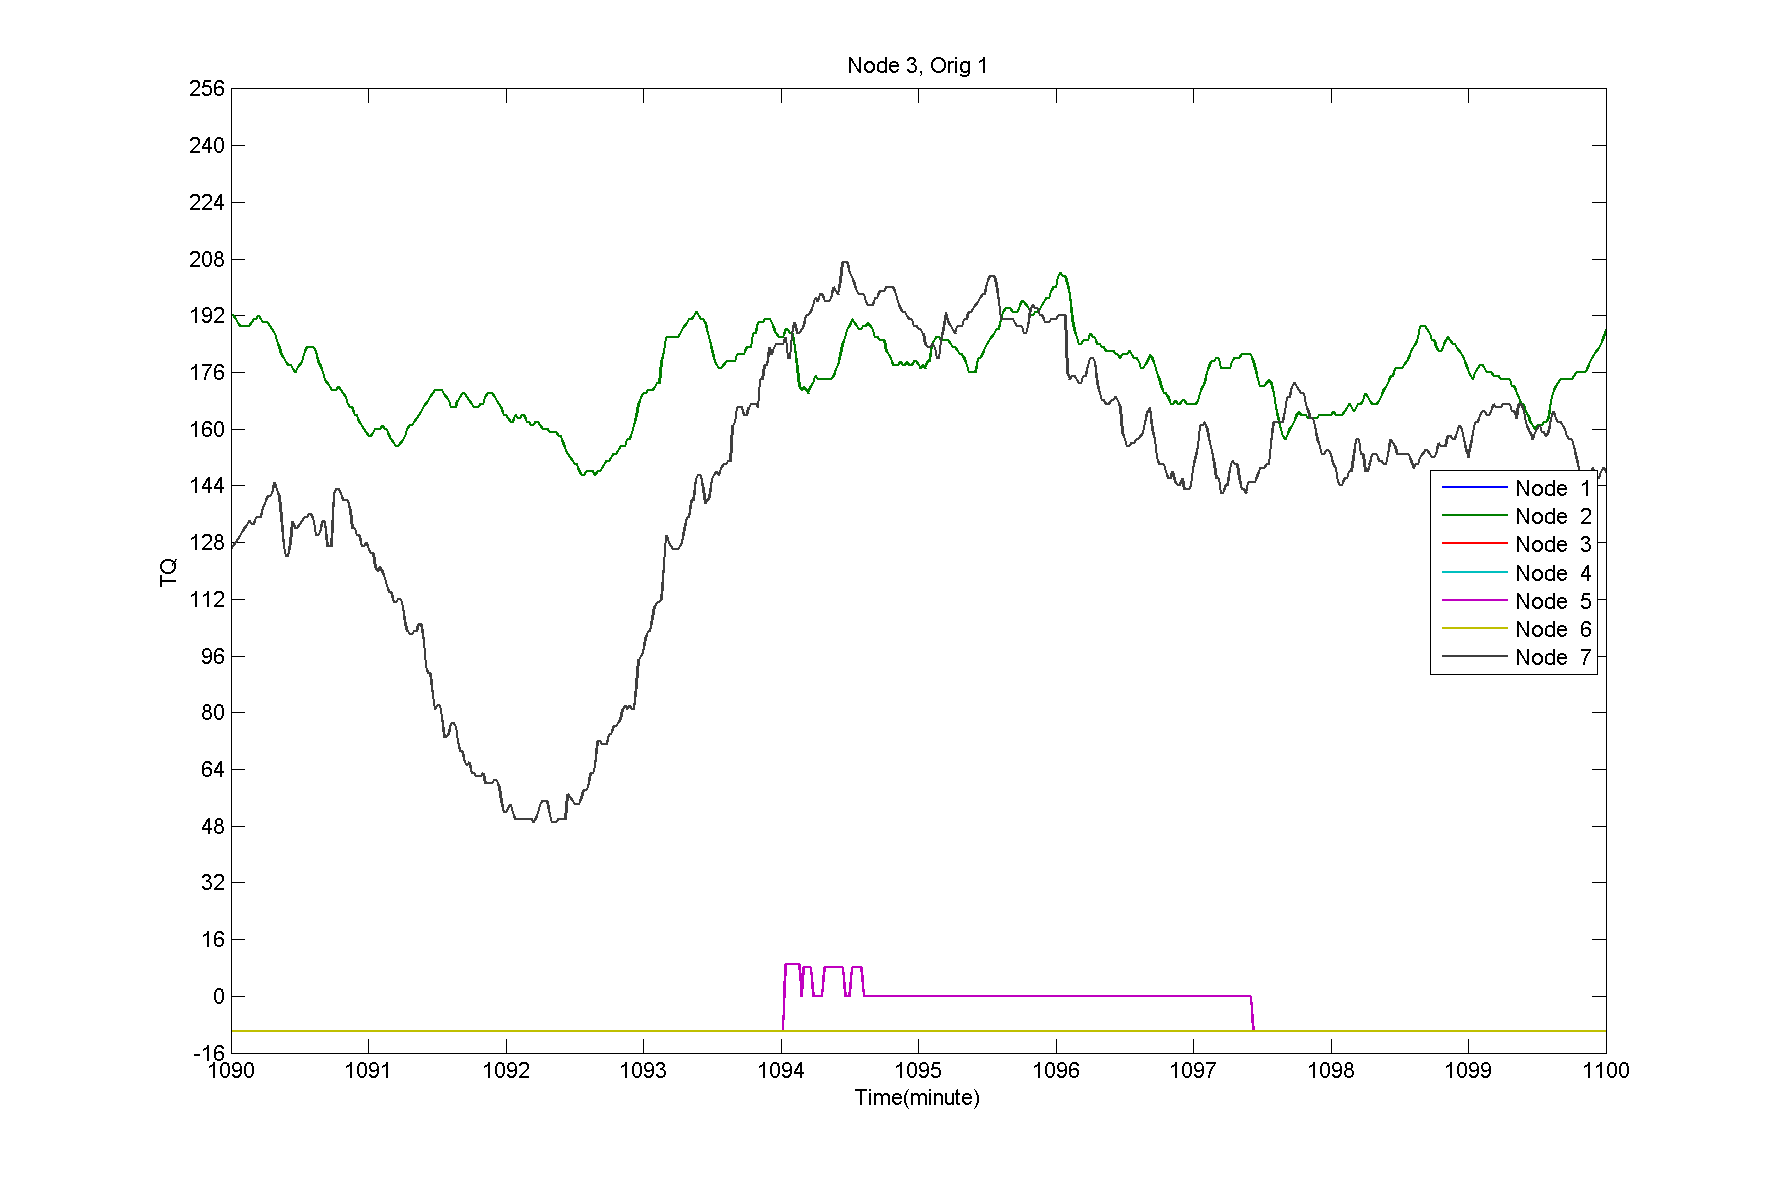 Node 3, Orig 1
256
240
224
208
192
176
160
144
128
112
96
80
64
48
32
16
0
-16
TQ
Node 1
Node 2
Node 3
Node 4
Node 5
Node 6
Node 7
1090 1091 1092 1093 1094 1095 1096 1097 1098 1099 1100
Time(minute)